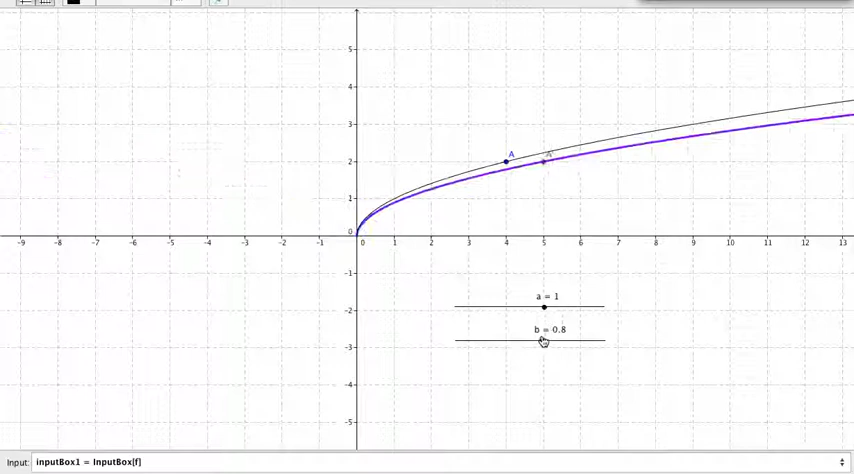 5
4
3
A A'
2
1
0
-9 -8 -7 -6 -5 -4 -3 -2 -1 0 1 2 3 4 5 6 7 8 9 10 11 12 13
-1
a = 1
-2
b = 0.8
-3
-4
-5
Input: inputBox1 = InputBox[f]